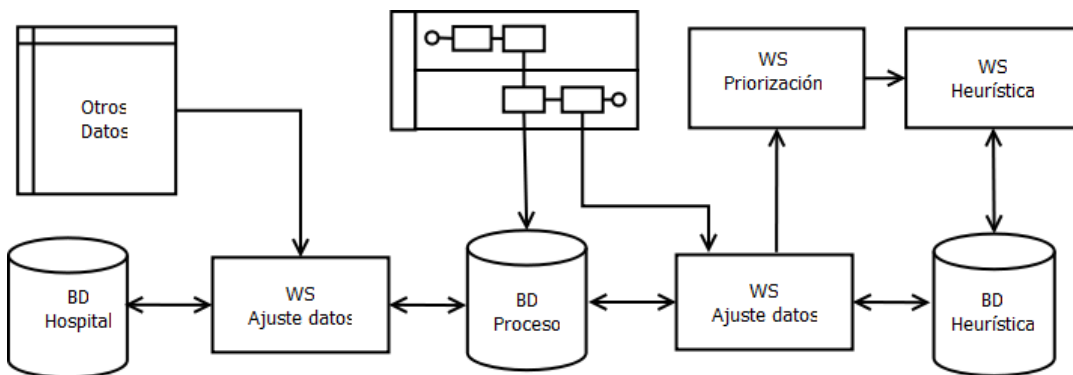 Otros
Datos
WS
Priorización
WS
Heurística
BD
Hospital
WS
Ajuste datos
BD
Proceso
WS
Ajuste datos
BD
Heurística